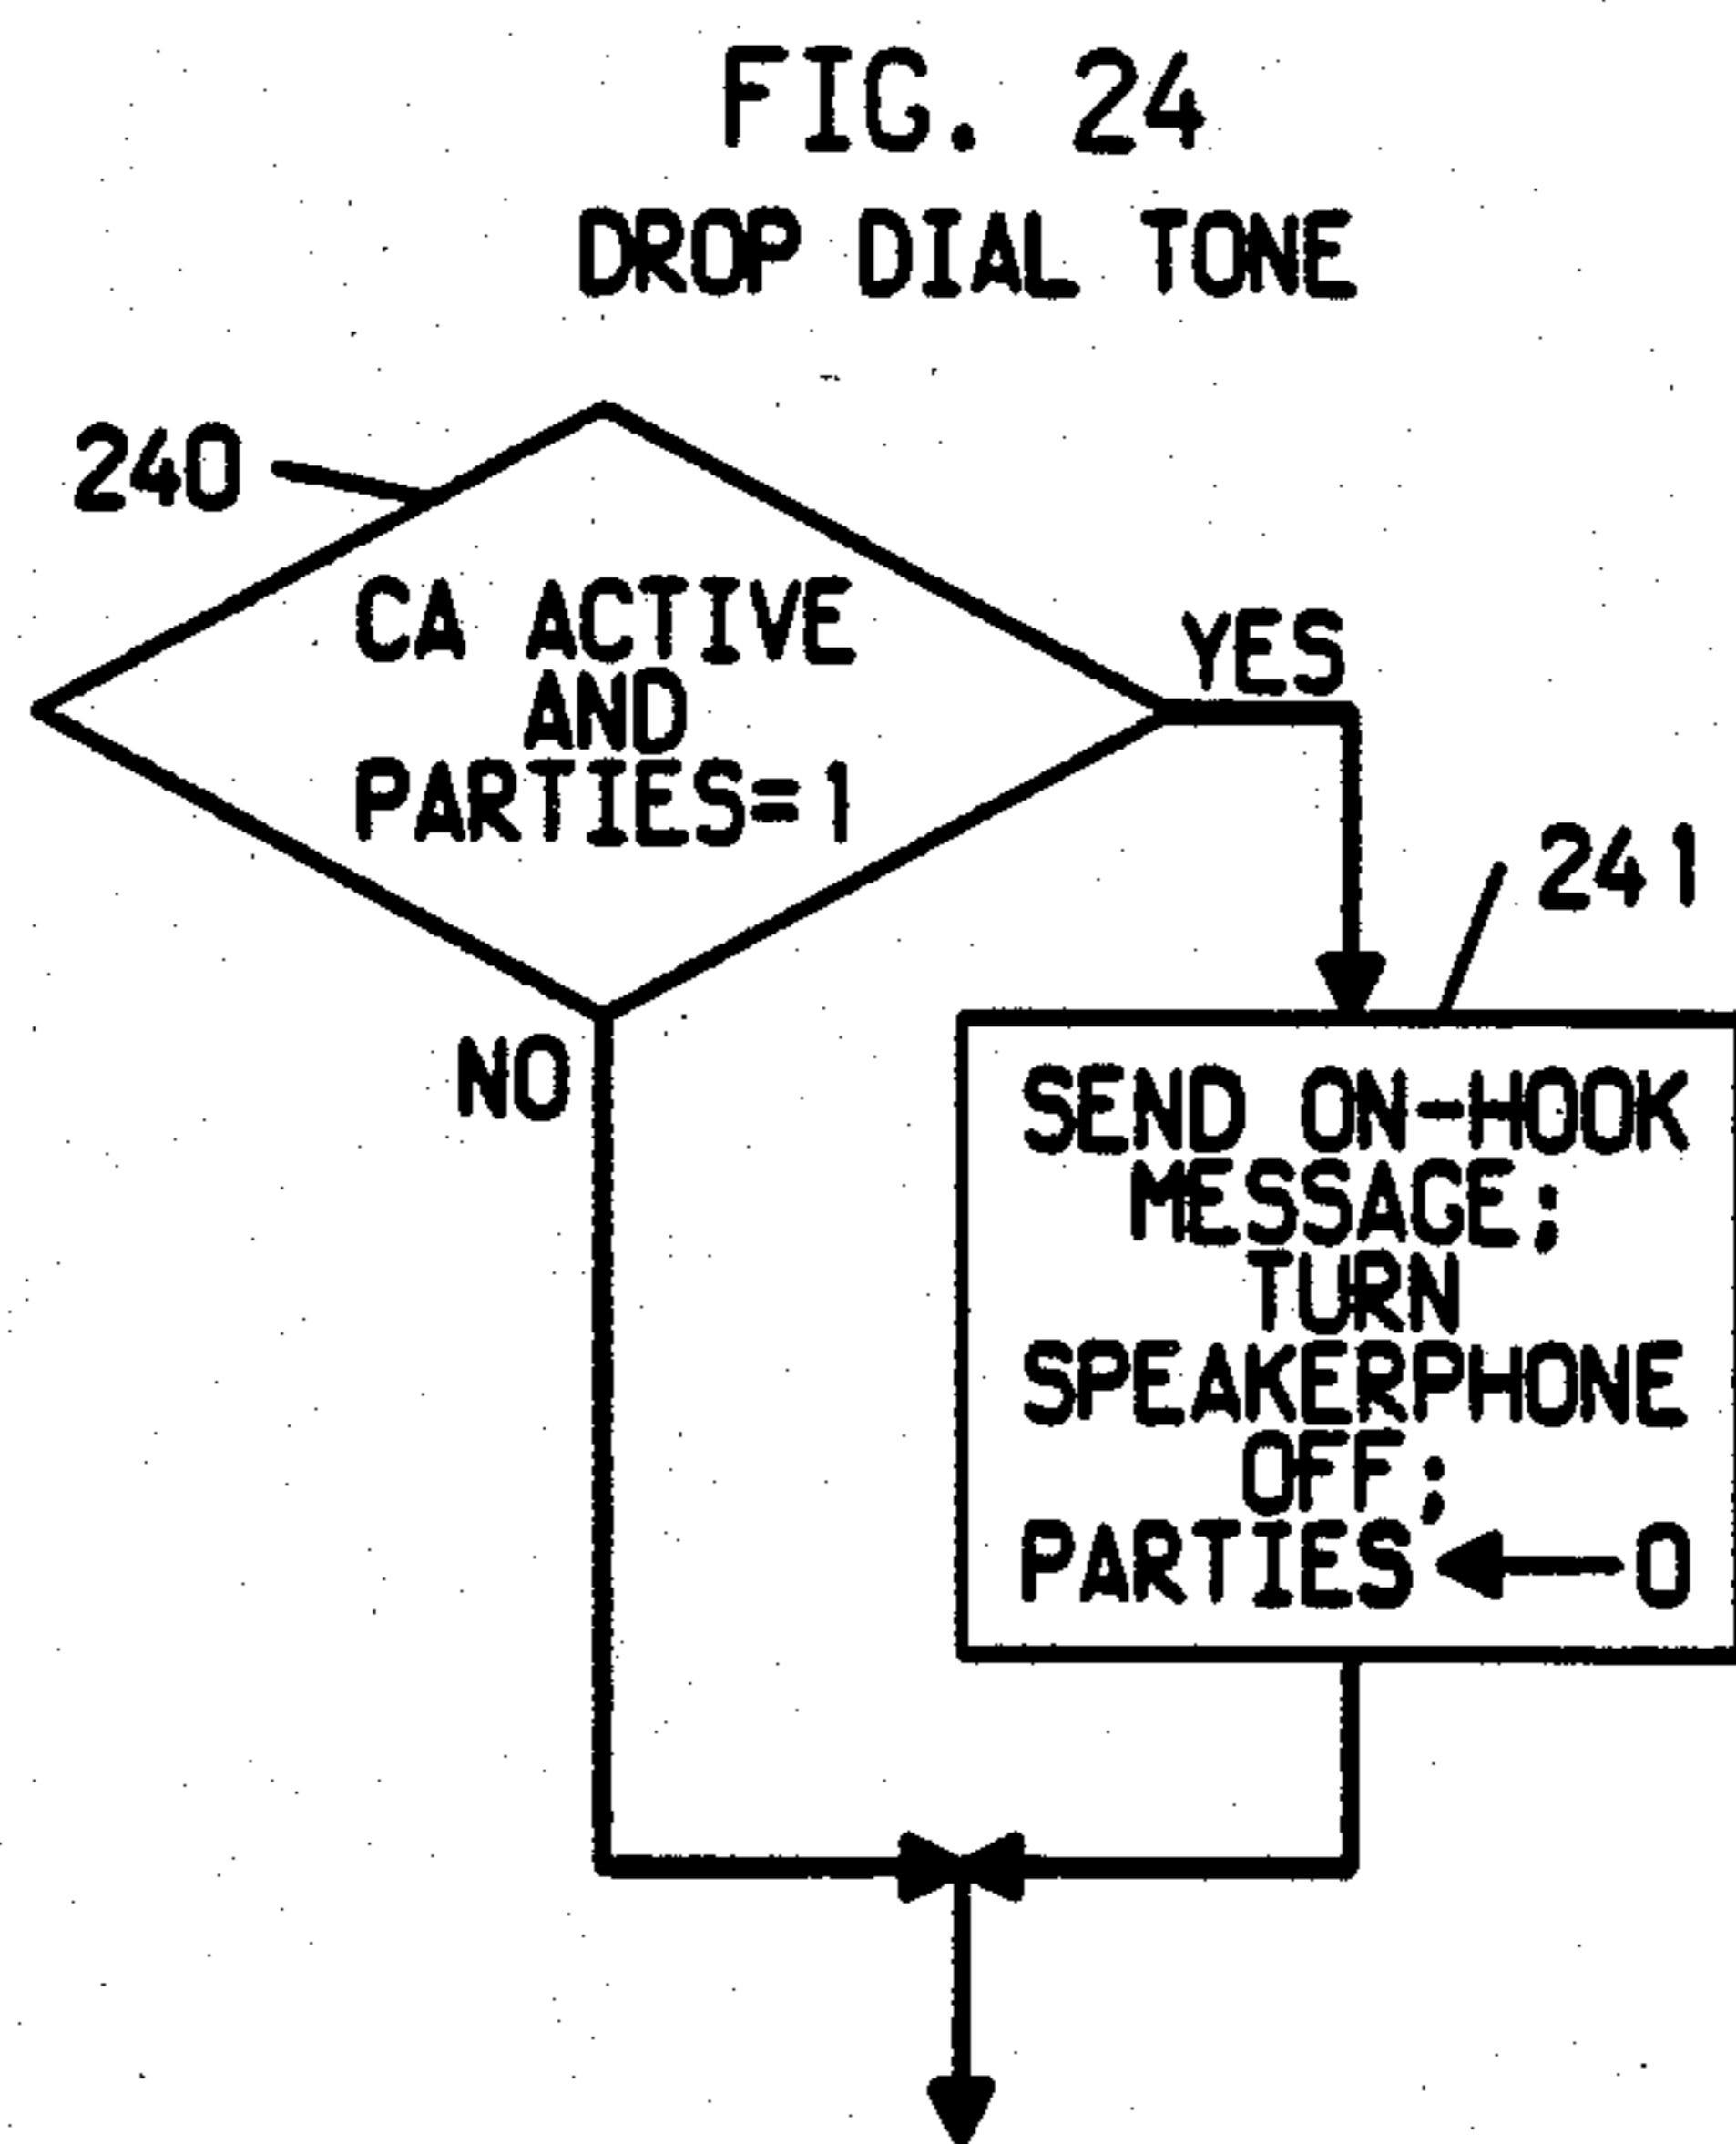 FIG. 24
DROP DIAL TONE
240
CA ACTIVE
AND
PARTIES=1
YES
241
NO
SEND ON-HOOK
MESSAGE;
TURN
SPEAKERPHONE
OFF;
PARTIES ← 0